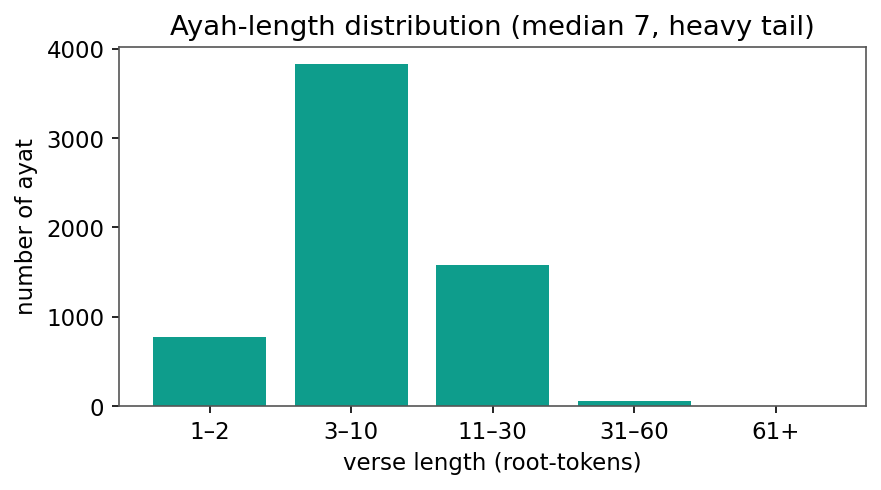 Ayah-length distribution (median 7, heavy tail)
number of ayat
4000
3000
2000
1000
0
1–2 3–10 11–30 31–60 61+
verse length (root-tokens)